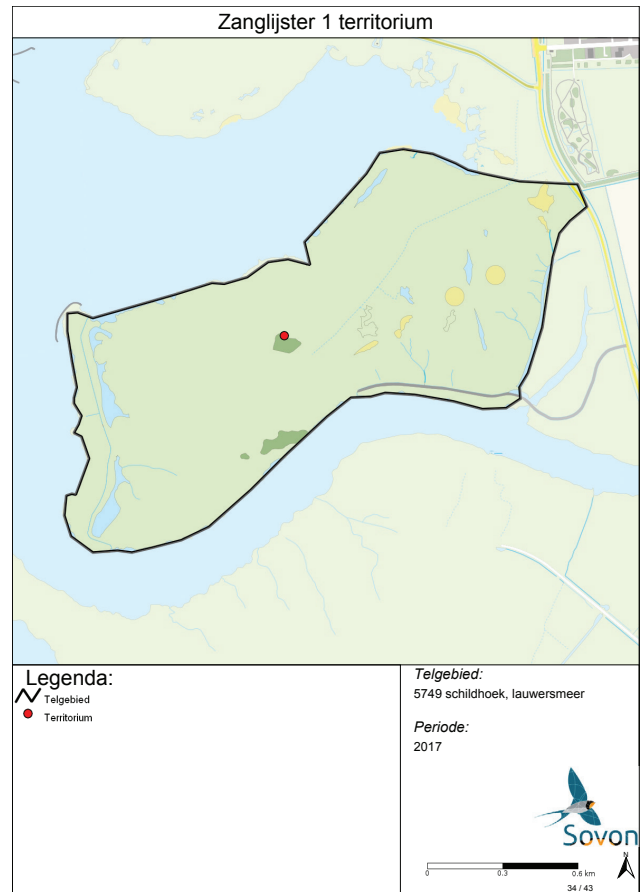 Zanglijster 1 territorium
Legenda:
Telgebied
Territorium
Telgebied:
5749 schildhoek, lauwersmeer
Periode:
2017
Sovon
N
0 0.3 0.6 km
34 / 43